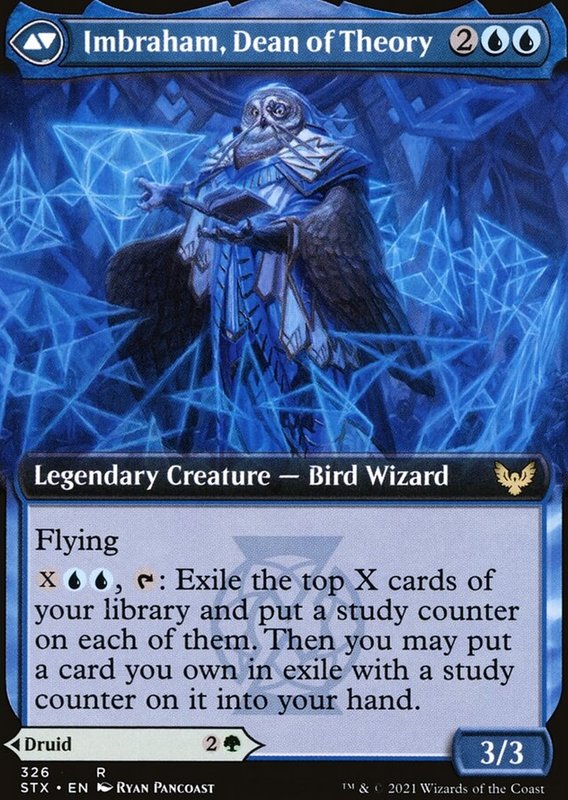 Imbraham, Dean of Theory 2
Legendary Creature — Bird Wizard
Flying
X, : Exile the top X cards of
your library and put a study counter
on each of them. Then you may put
a card you own in exile with a study
counter on it into your hand.
Druid 2
3/3
326 R
STX • EN Ryan Pancoast
™ & © 2021 Wizards of the Coast